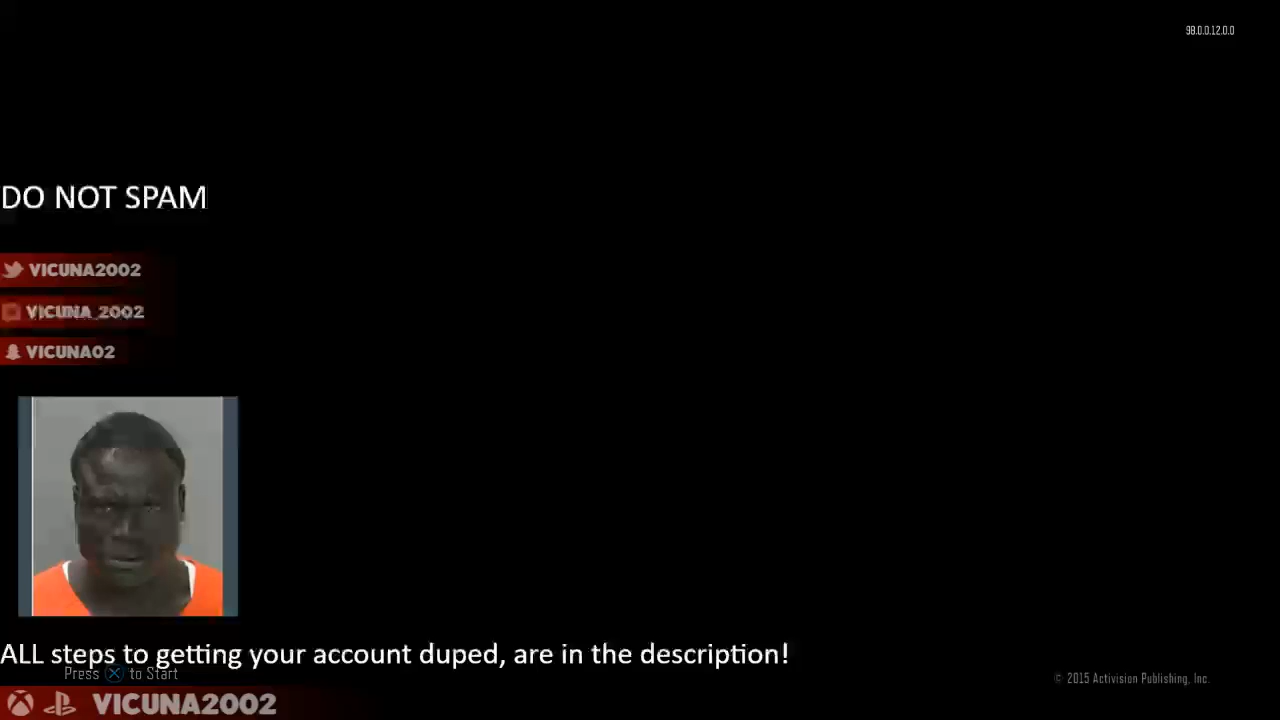 98.0.0.12.0.0
DO NOT SPAM
VICUNA2002
VICUNA_2002
VICUNA02
ALL steps to getting your account duped, are in the description!
Press X to Start
© 2015 Activision Publishing, Inc.
VICUNA2002